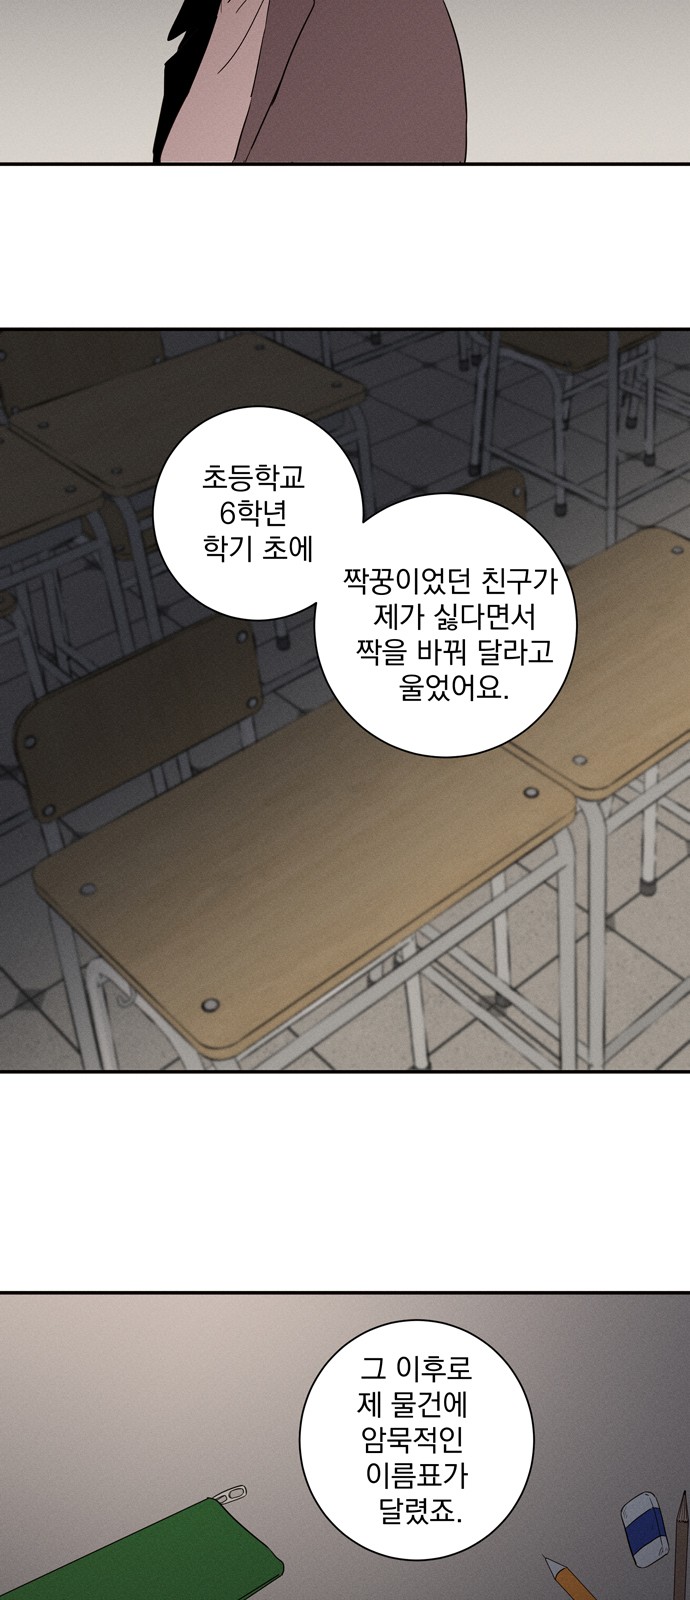 초등학교
6학년
학기 초에
짝꿍이었던 친구가
제가 싫다면서
짝을 바꿔 달라고
울었어요.
그 이후로
제 물건에
암묵적인
이름표가
달렸죠.